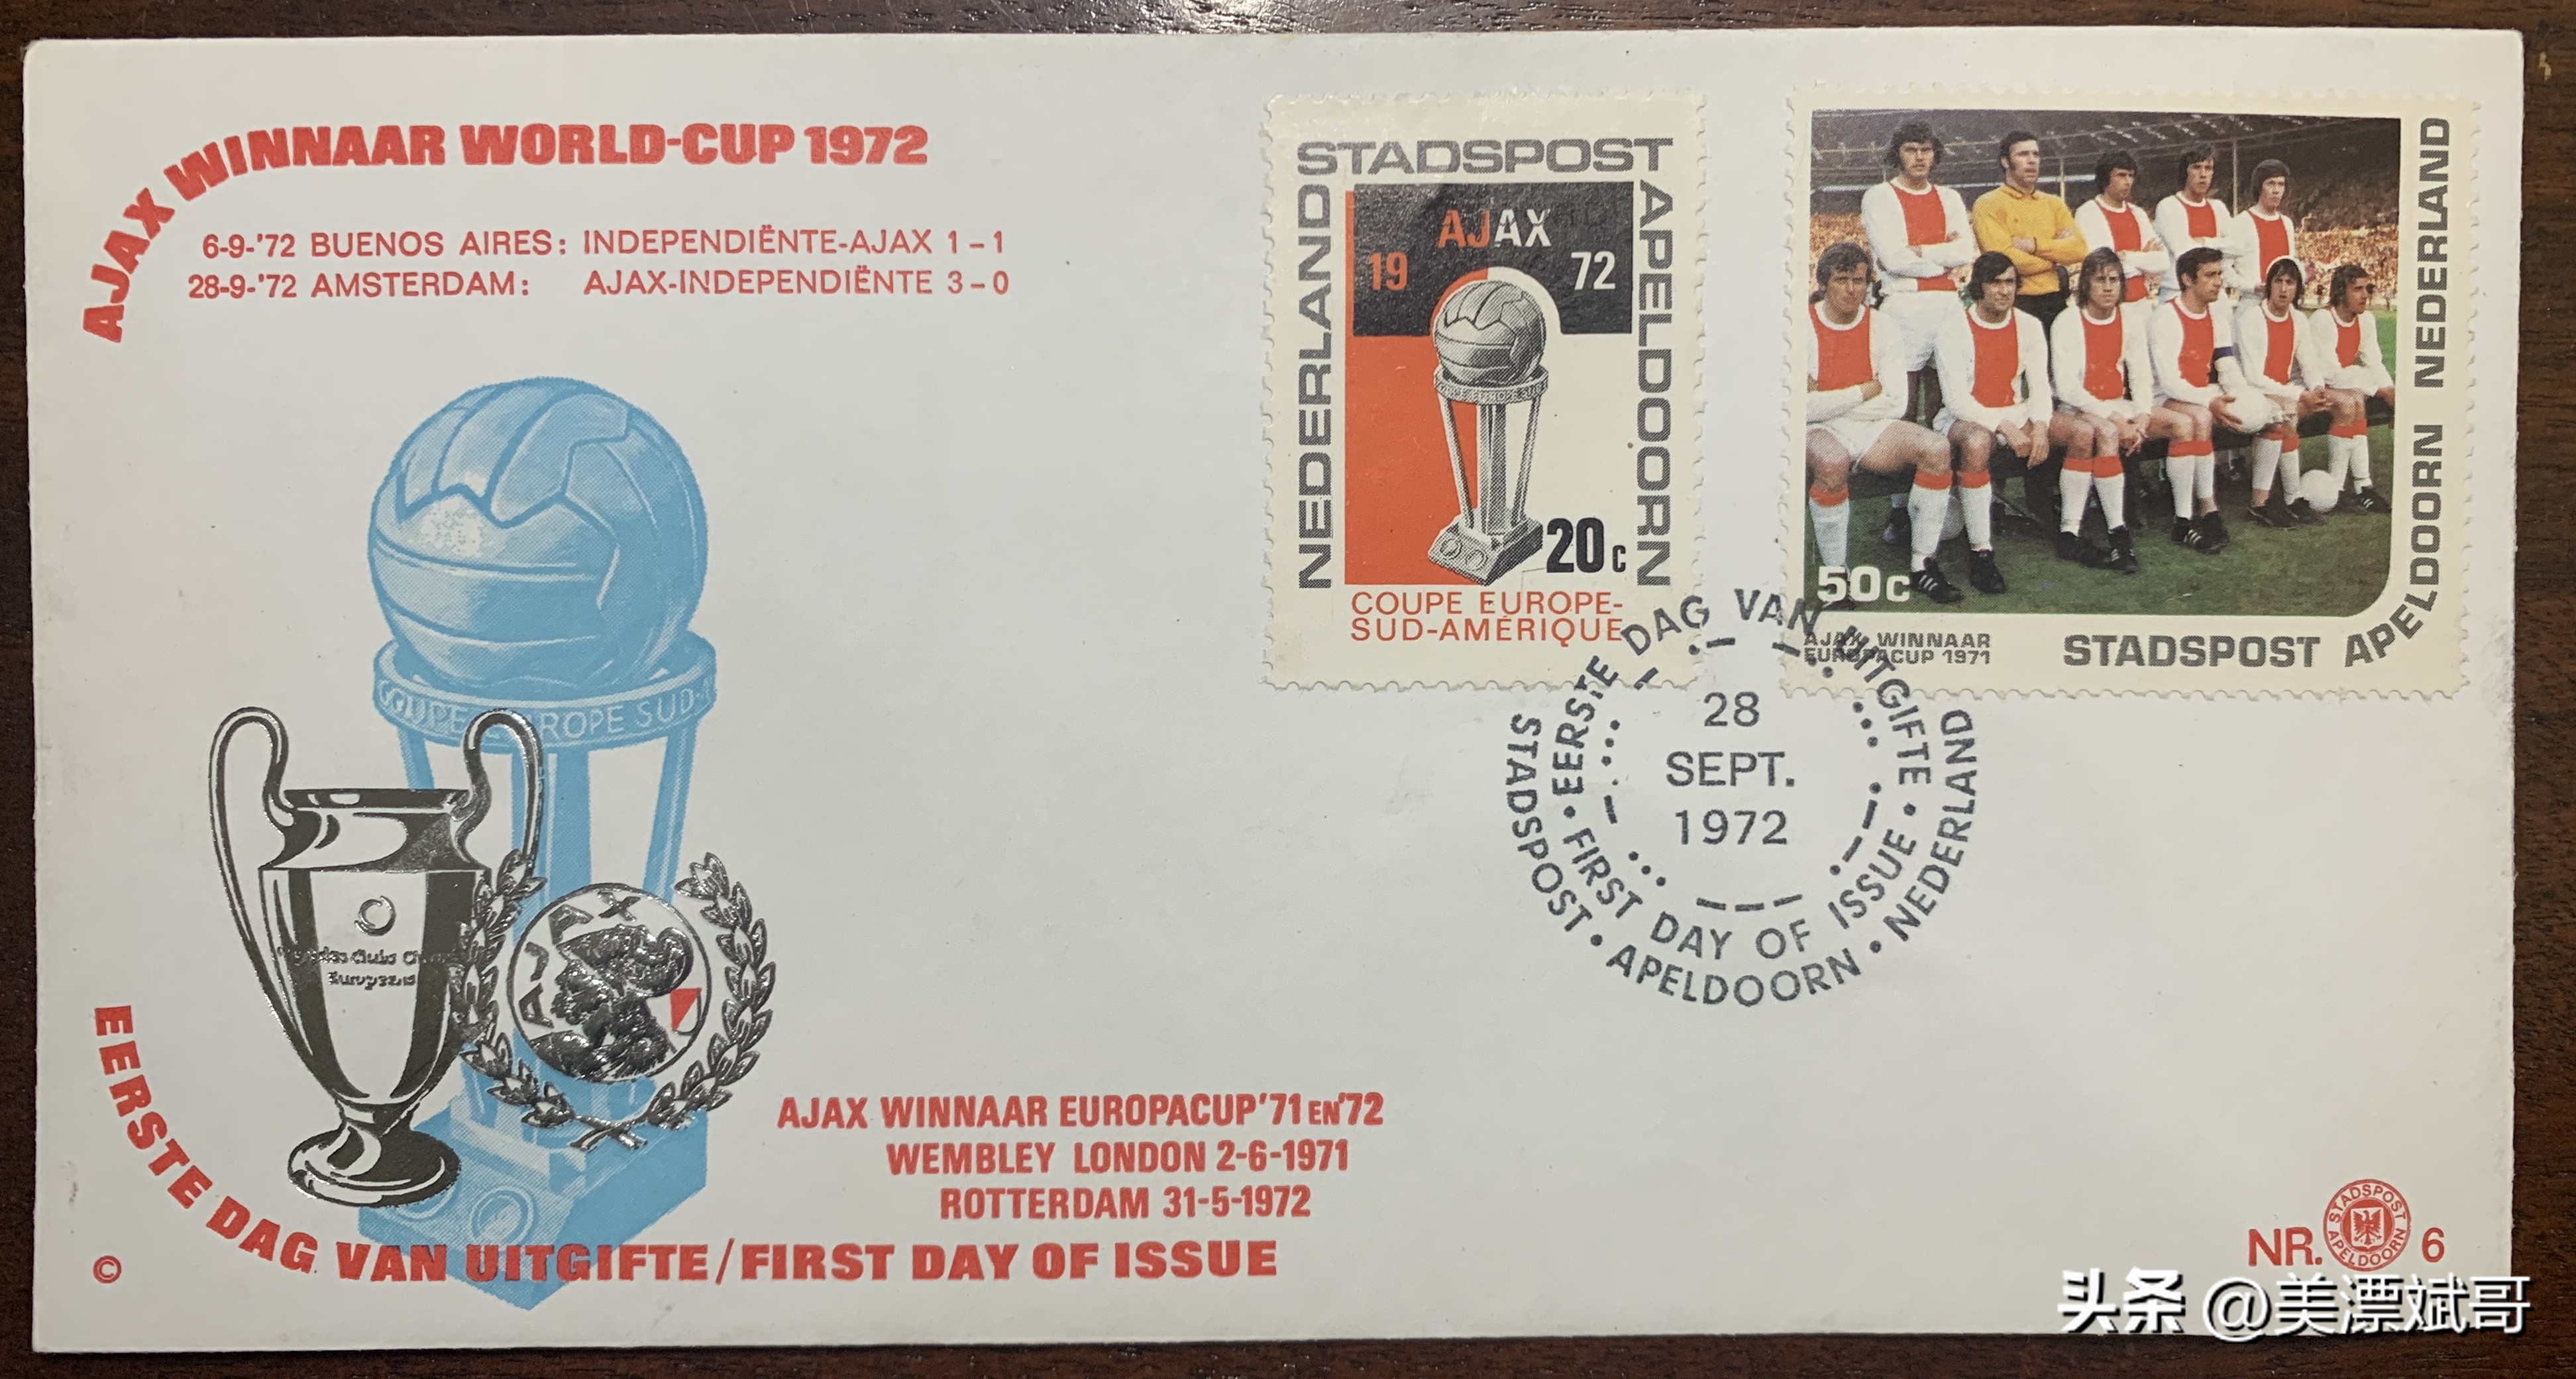 AJAX WINNAAR WORLD-CUP 1972
6-9-'72 BUENOS AIRES: INDEPENDIËNTE-AJAX 1-1
28-9-'72 AMSTERDAM: AJAX-INDEPENDIËNTE 3-0
NEDERLAND STADSPOST APELDOORN
AJAX
19 72
20c
COUPE EUROPE-
SUD-AMÉRIQUE
50c
AJAX WINNAAR
EUROPACUP 1971
STADSPOST APELDOORN NEDERLAND
EERSTE DAG VAN UITGIFTE • FIRST DAY OF ISSUE •
STADSPOST • APELDOORN • NEDERLAND
28
SEPT.
1972
COUPE EUROPE SUD-
AJAX
AJAX WINNAAR EUROPACUP '71 EN '72
WEMBLEY LONDON 2-6-1971
ROTTERDAM 31-5-1972
EERSTE DAG VAN UITGIFTE/FIRST DAY OF ISSUE
©
NR. 6
STADSPOST APELDOORN
头条 @美漂斌哥